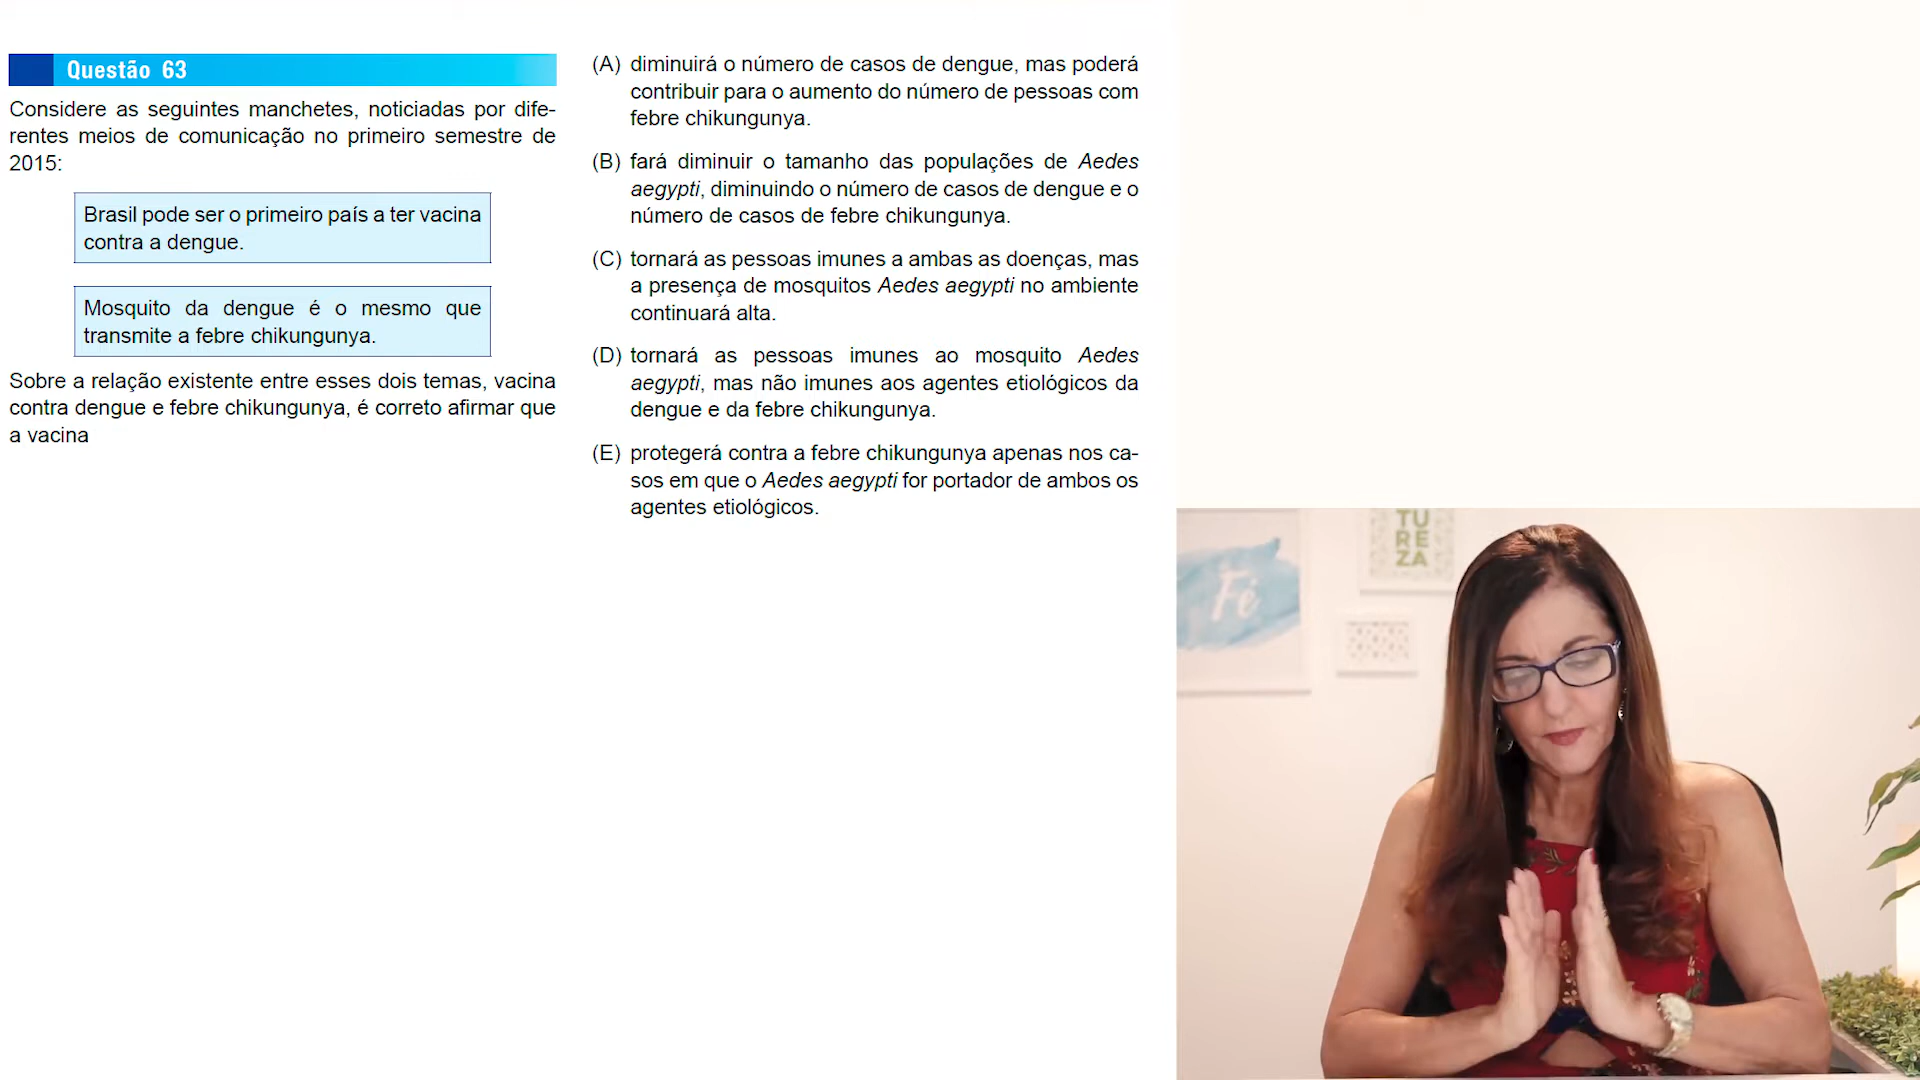 Questão 63
Considere as seguintes manchetes, noticiadas por dife-
rentes meios de comunicação no primeiro semestre de
2015:
Brasil pode ser o primeiro país a ter vacina
contra a dengue.
Mosquito da dengue é o mesmo que
transmite a febre chikungunya.
Sobre a relação existente entre esses dois temas, vacina
contra dengue e febre chikungunya, é correto afirmar que
a vacina
(A) diminuirá o número de casos de dengue, mas poderá
contribuir para o aumento do número de pessoas com
febre chikungunya.
(B) fará diminuir o tamanho das populações de Aedes
aegypti, diminuindo o número de casos de dengue e o
número de casos de febre chikungunya.
(C) tornará as pessoas imunes a ambas as doenças, mas
a presença de mosquitos Aedes aegypti no ambiente
continuará alta.
(D) tornará as pessoas imunes ao mosquito Aedes
aegypti, mas não imunes aos agentes etiológicos da
dengue e da febre chikungunya.
(E) protegerá contra a febre chikungunya apenas nos ca-
sos em que o Aedes aegypti for portador de ambos os
agentes etiológicos.
Fé
TU
RE
ZA